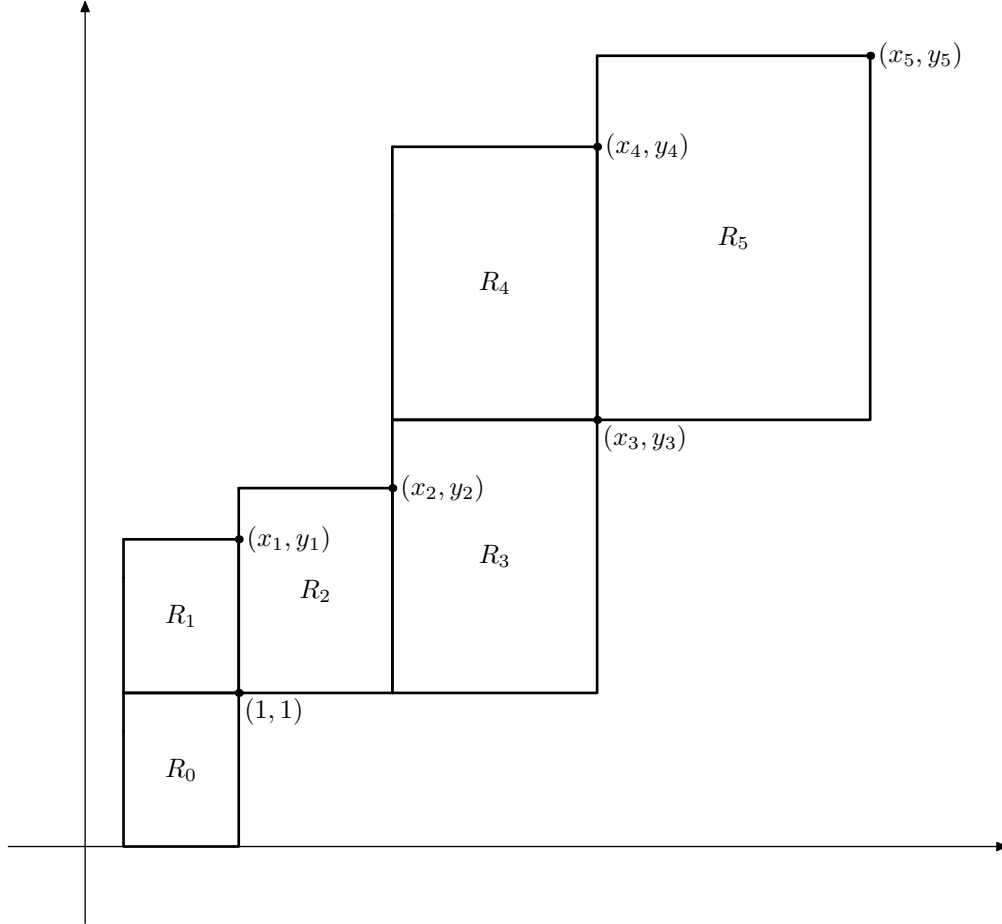 $(x_5, y_5)$
$(x_4, y_4)$
$R_5$
$R_4$
$(x_3, y_3)$
$(x_2, y_2)$
$(x_1, y_1)$
$R_3$
$R_2$
$R_1$
$(1, 1)$
$R_0$